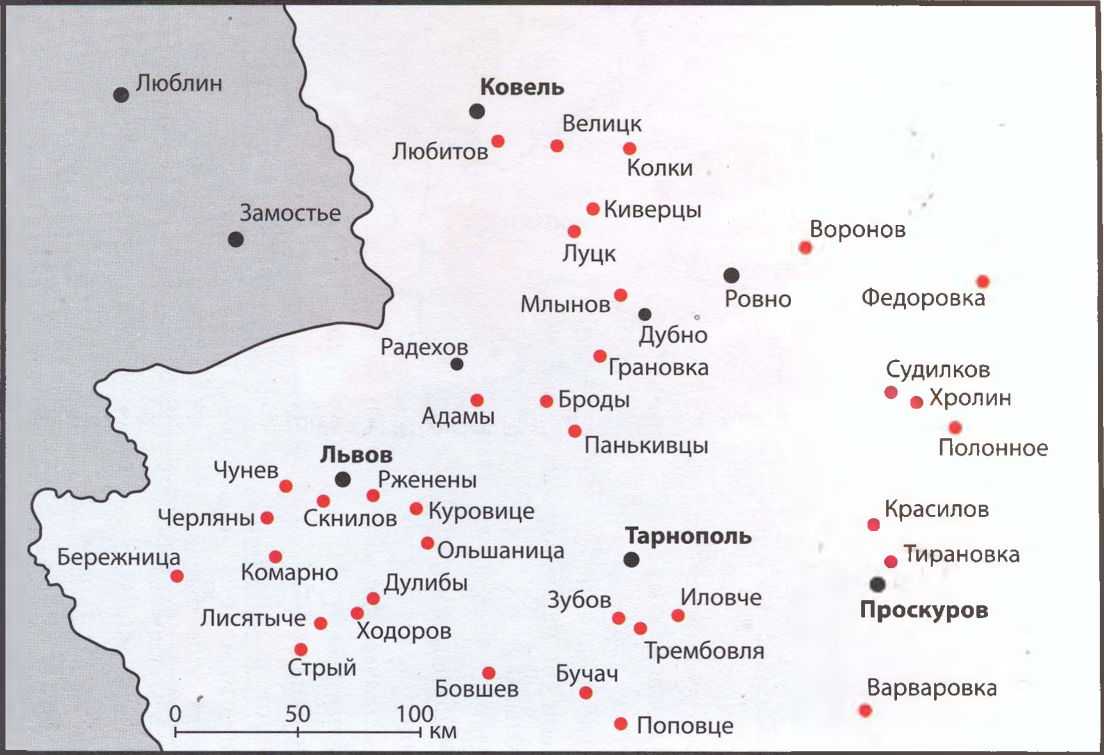 Люблин
Ковель
Велицк
Любитов
Колки
Замостье
Киверцы
Воронов
Луцк
Млынов
Ровно
Федоровка
Дубно
Радехов
Грановка
Судилков
Адамы
Броды
Хролин
Панькивцы
Полонное
Львов
Чунев
Рженены
Черляны
Скнилов
Куровице
Красилов
Тарнополь
Бережница
Комарно
Ольшаница
Тирановка
Дулибы
Зубов
Иловче
Проскуров
Лисятыче
Ходоров
Трембовля
Стрый
Бовшев
Бучач
Варваровка
0 50 100
км
Поповце